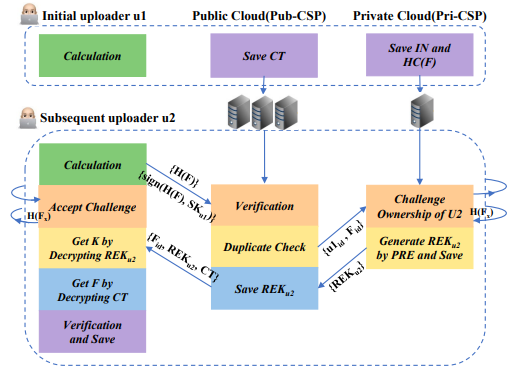 Initial uploader u1
Public Cloud(Pub-CSP)
Private Cloud(Pri-CSP)
Calculation
Save CT
Save IN and
HC(F)
Subsequent uploader u2
Calculation
{H(F)}
{sign(H(F), SKu1)}
H(Fx)
Accept Challenge
Verification
Challenge
Ownership of U2
H(Fx)
Get K by
Decrypting REKu2
{Fid, REKu2, CT}
Duplicate Check
{u1id, Fid}
Generate REKu2
by PRE and Save
Get F by
Decrypting CT
Save REKu2
{REKu2}
Verification
and Save